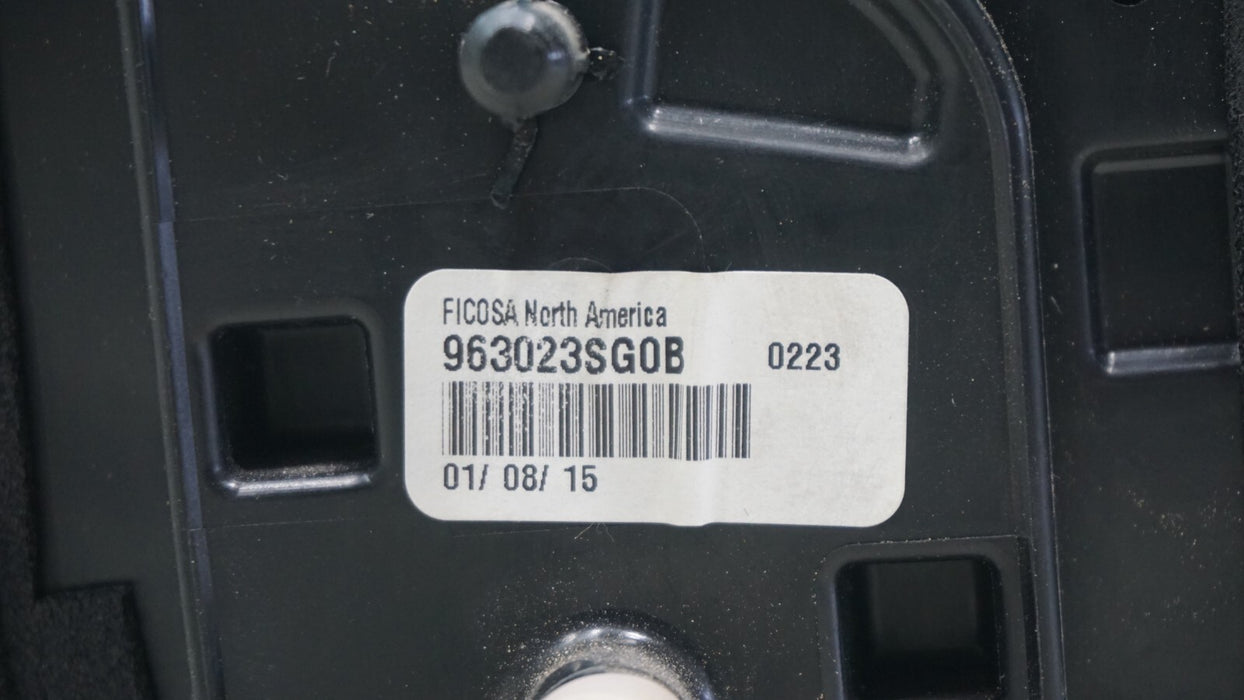 FICOSA North America
963023SG0B 0223
01/ 08/ 15